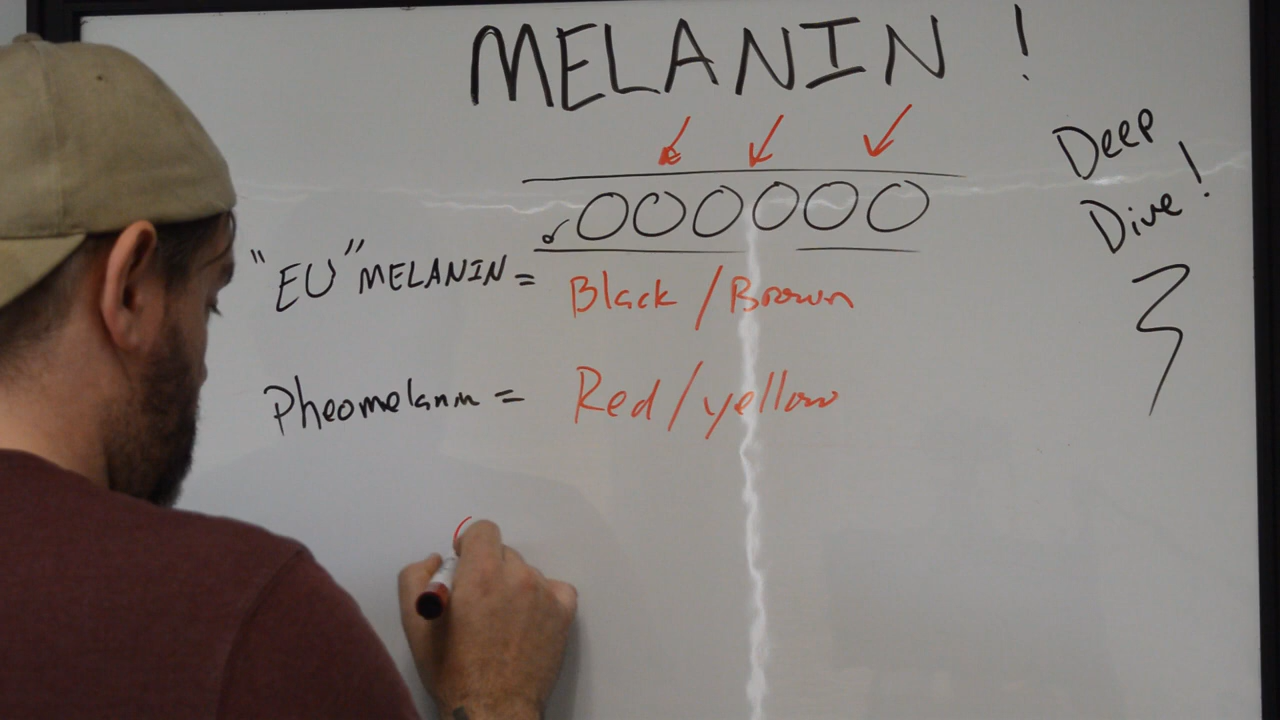 MELANIN !
Deep
Dive!
"EU" MELANIN = Black / Brown
Pheomelanin = Red / yellow